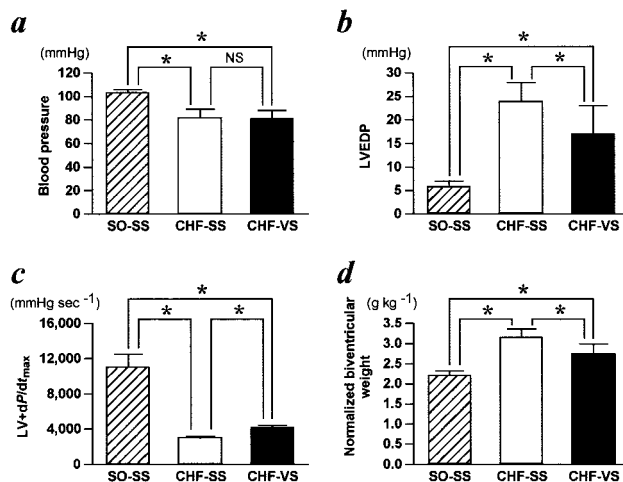 a
(mmHg)
Blood pressure
120
100
80
60
40
20
0
*
*
NS
SO-SS CHF-SS CHF-VS
b
(mmHg)
LVEDP
30
25
20
15
10
5
0
*
*
*
SO-SS CHF-SS CHF-VS
c
(mmHg sec -1)
LV+dP/dtmax
16,000
12,000
8,000
4,000
0
*
*
*
SO-SS CHF-SS CHF-VS
d
(g kg -1)
Normalized biventricular
weight
3.5
3.0
2.5
2.0
1.5
1.0
0.5
0.0
*
*
*
SO-SS CHF-SS CHF-VS